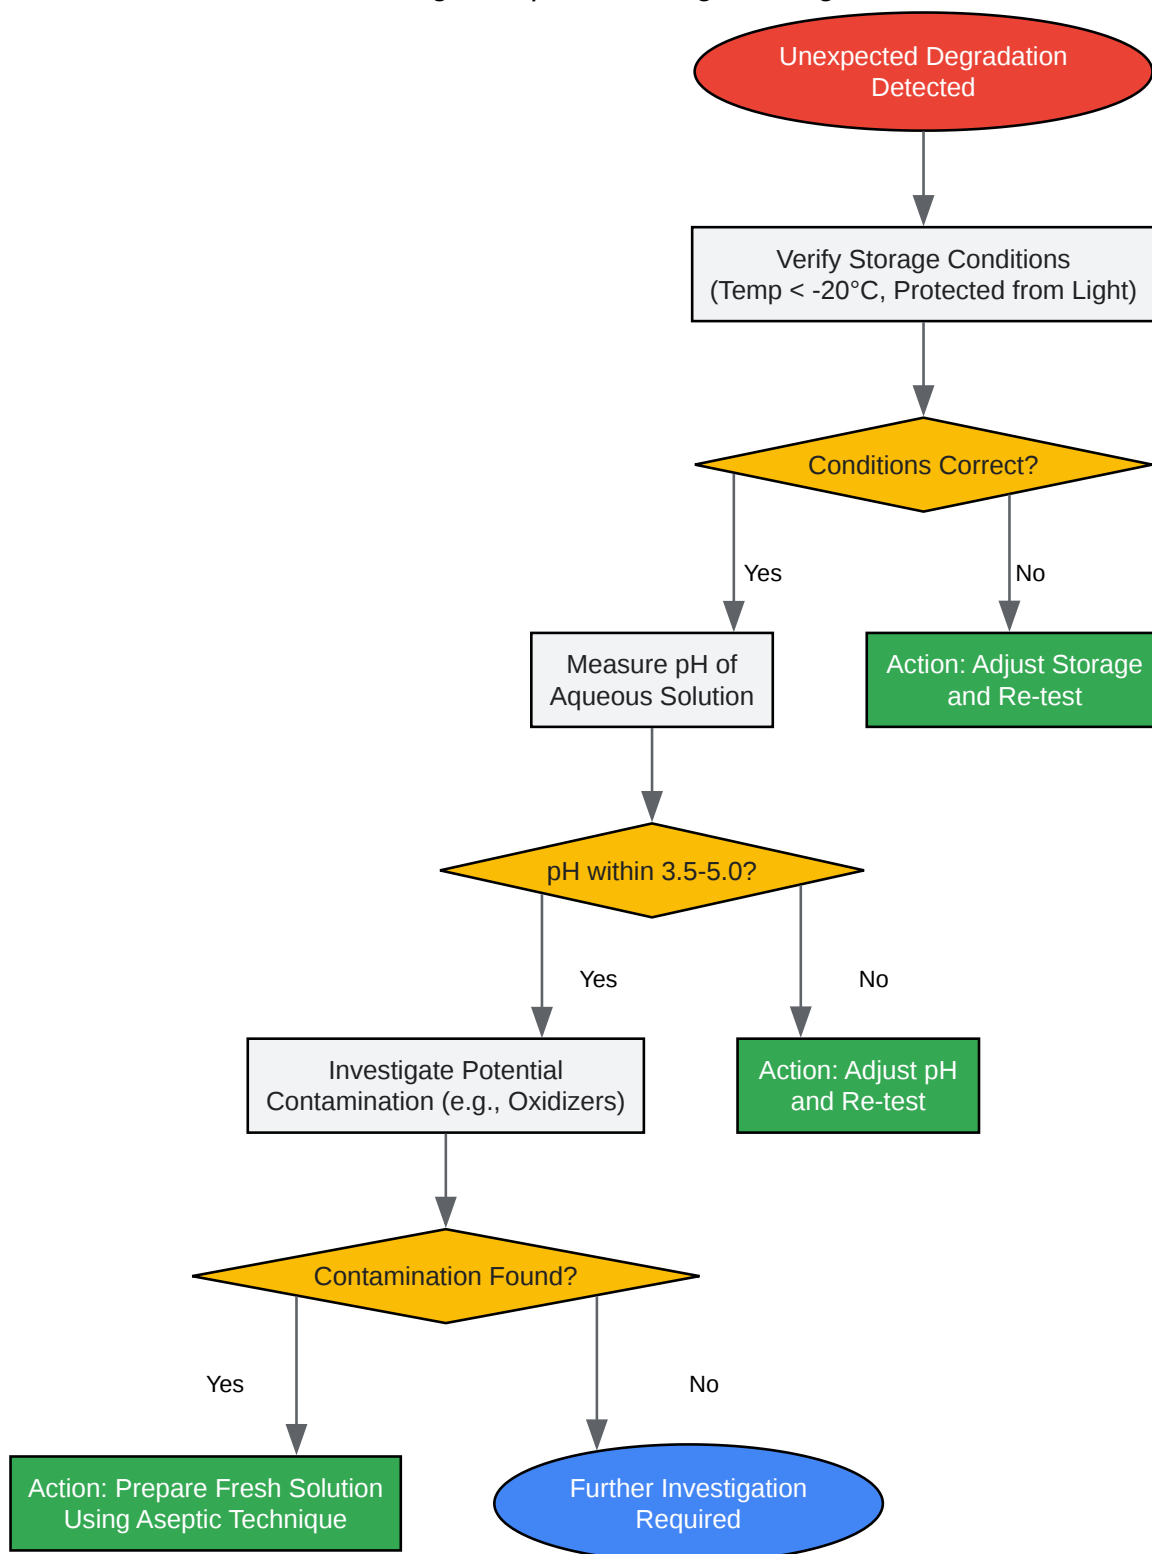 Unexpected Degradation
Detected
Verify Storage Conditions
(Temp < -20°C, Protected from Light)
Conditions Correct?
Yes
No
Measure pH of
Aqueous Solution
Action: Adjust Storage
and Re-test
pH within 3.5-5.0?
Yes
No
Investigate Potential
Contamination (e.g., Oxidizers)
Action: Adjust pH
and Re-test
Contamination Found?
Yes
No
Action: Prepare Fresh Solution
Using Aseptic Technique
Further Investigation
Required